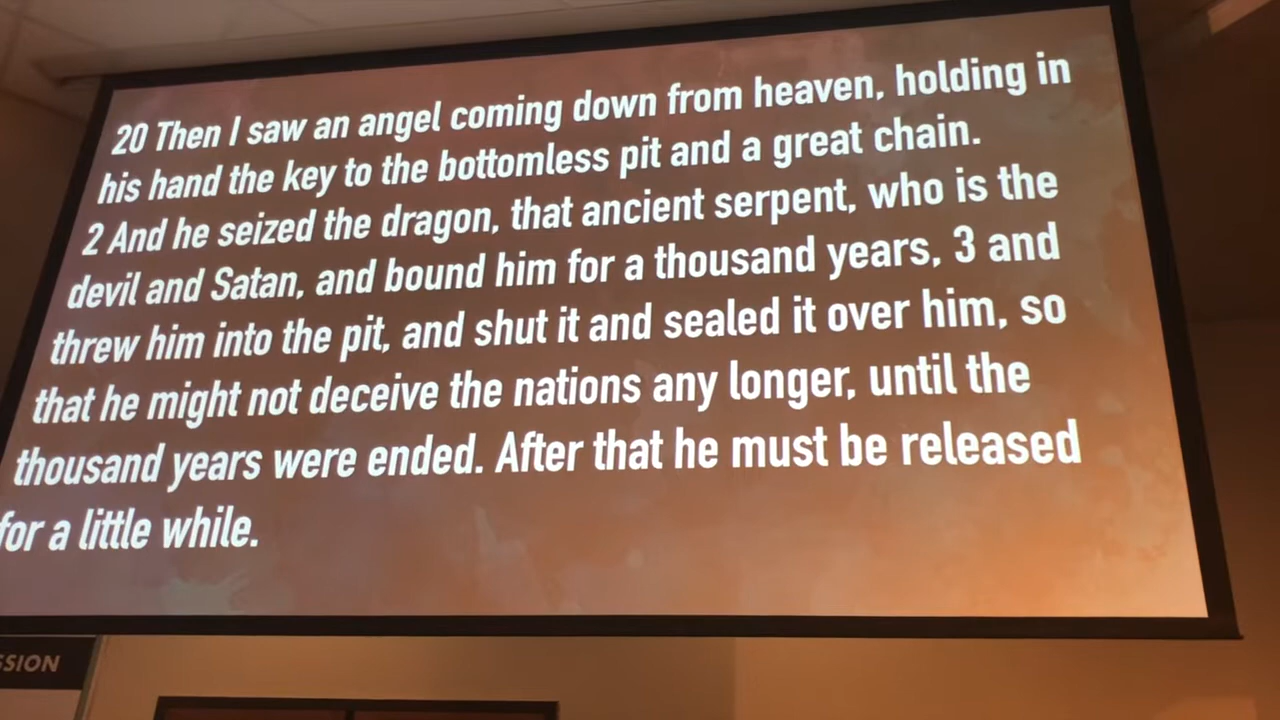 20 Then I saw an angel coming down from heaven, holding in
his hand the key to the bottomless pit and a great chain.
2 And he seized the dragon, that ancient serpent, who is the
devil and Satan, and bound him for a thousand years, 3 and
threw him into the pit, and shut it and sealed it over him, so
that he might not deceive the nations any longer, until the
thousand years were ended. After that he must be released
for a little while.